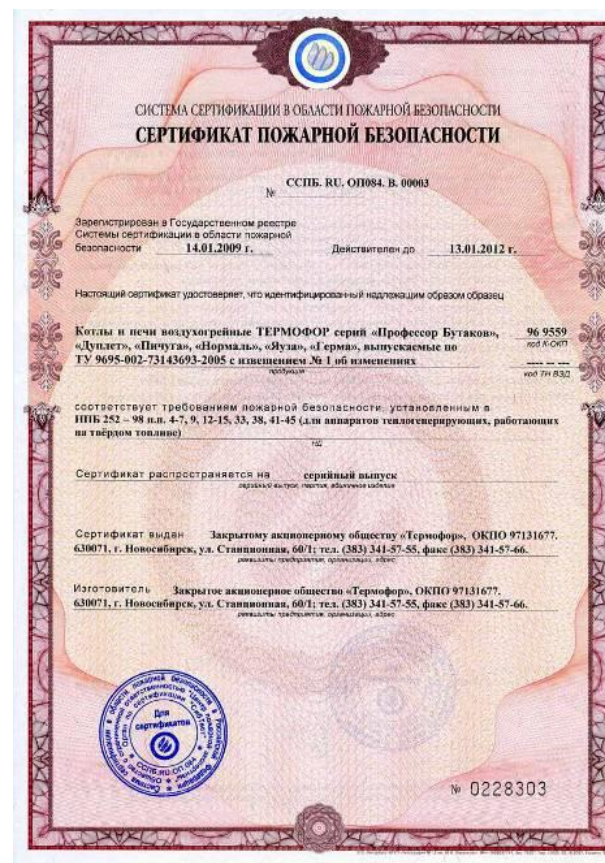 СИСТЕМА СЕРТИФИКАЦИИ В ОБЛАСТИ ПОЖАРНОЙ БЕЗОПАСНОСТИ
СЕРТИФИКАТ ПОЖАРНОЙ БЕЗОПАСНОСТИ
№ ССПБ. RU. ОП084. В. 00003
Зарегистрирован в Государственном реестре
Системы сертификации в области пожарной
безопасности 14.01.2009 г. Действителен до 13.01.2012 г.
Настоящий сертификат удостоверяет, что идентифицированный надлежащим образом образец
Котлы и печи воздухогрейные ТЕРМОФОР серий «Профессор Бутаков», 96 9559
«Дуплет», «Пичуга», «Нормаль», «Яуза», «Герма», выпускаемые по код К-ОКП
ТУ 9695-002-73143693-2005 с извещением № 1 об изменениях
продукция
код ТН ВЭД
соответствует требованиям пожарной безопасности, установленным в
НПБ 252 – 98 п.п. 4-7, 9, 12-15, 33, 38, 41-45 (для аппаратов теплогенерирующих, работающих
на твёрдом топливе)
НД
Сертификат распространяется на серийный выпуск
серийный выпуск, партия, единичное изделие
Сертификат выдан Закрытому акционерному обществу «Термофор», ОКПО 97131677.
630071, г. Новосибирск, ул. Станционная, 60/1; тел. (383) 341-57-55, факс (383) 341-57-66.
реквизиты предприятия, организации, адрес
Изготовитель Закрытое акционерное общество «Термофор», ОКПО 97131677.
630071, г. Новосибирск, ул. Станционная, 60/1; тел. (383) 341-57-55, факс (383) 341-57-66.
реквизиты предприятия, организации, адрес
Для
сертификатов
ССПБ.RU.ОП 084
№ 0228303